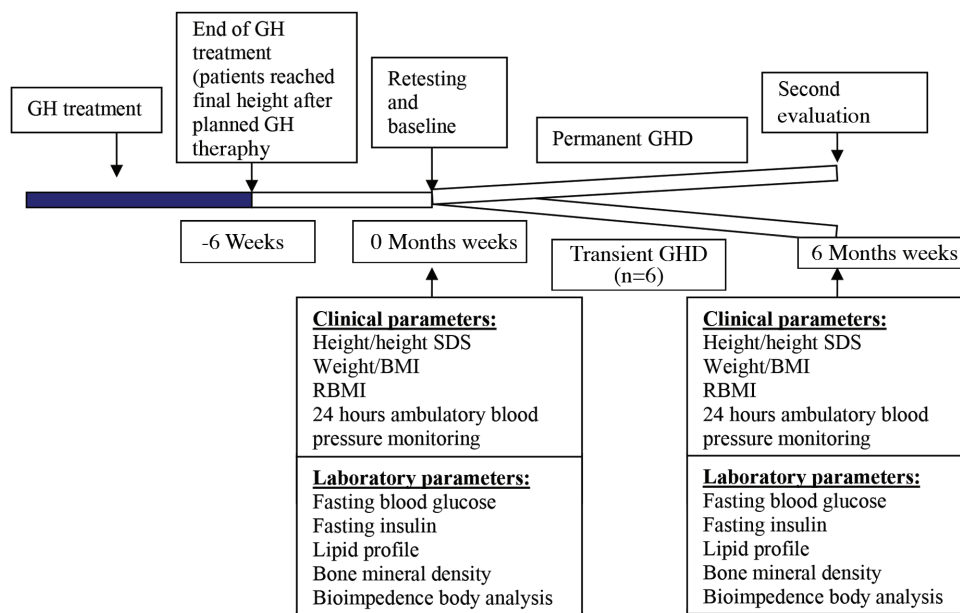 GH treatment
End of GH
treatment
(patients reached
final height after
planned GH
theraphy
Retesting
and
baseline
Permanent GHD
Second
evaluation
-6 Weeks
0 Months weeks
Transient GHD
(n=6)
6 Months weeks
Clinical parameters:
Height/height SDS
Weight/BMI
RBMI
24 hours ambulatory blood
pressure monitoring
Laboratory parameters:
Fasting blood glucose
Fasting insulin
Lipid profile
Bone mineral density
Bioimpedence body analysis
Clinical parameters:
Height/height SDS
Weight/BMI
RBMI
24 hours ambulatory blood
pressure monitoring
Laboratory parameters:
Fasting blood glucose
Fasting insulin
Lipid profile
Bone mineral density
Bioimpedence body analysis